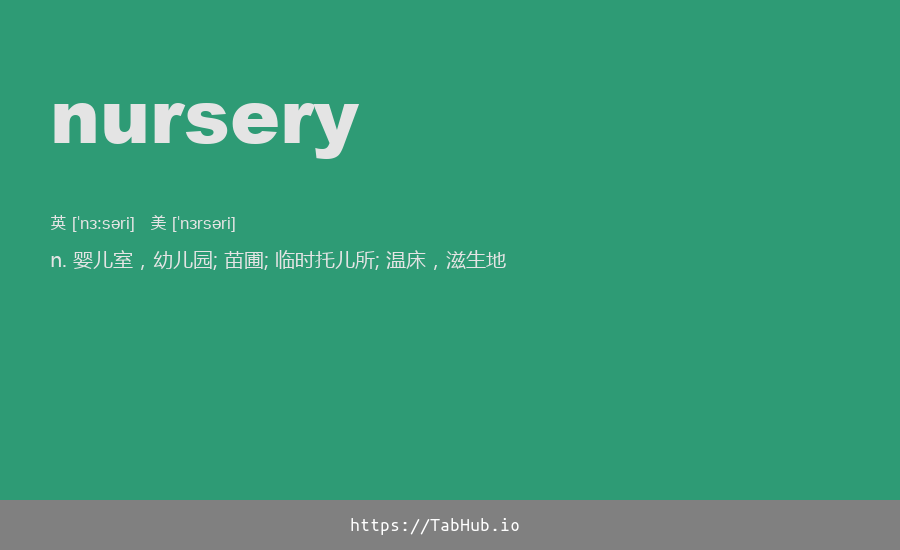 nursery
英 [ˈnɜːsəri] 美 [ˈnɜrsəri]
n. 婴儿室，幼儿园; 苗圃; 临时托儿所; 温床，滋生地
https://TabHub.io